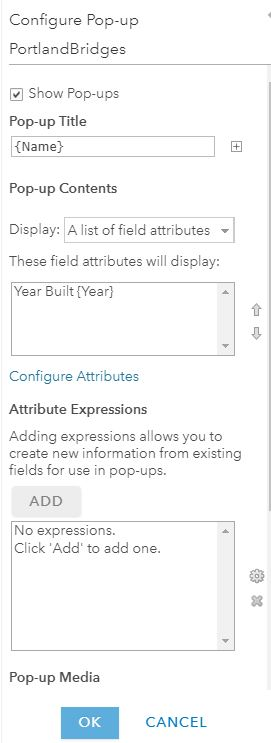 Configure Pop-up
PortlandBridges
Show Pop-ups
Pop-up Title
{Name}
Pop-up Contents
Display: A list of field attributes
These field attributes will display:
Year Built {Year}
Configure Attributes
Attribute Expressions
Adding expressions allows you to
create new information from existing
fields for use in pop-ups.
ADD
No expressions.
Click 'Add' to add one.
Pop-up Media
OK CANCEL